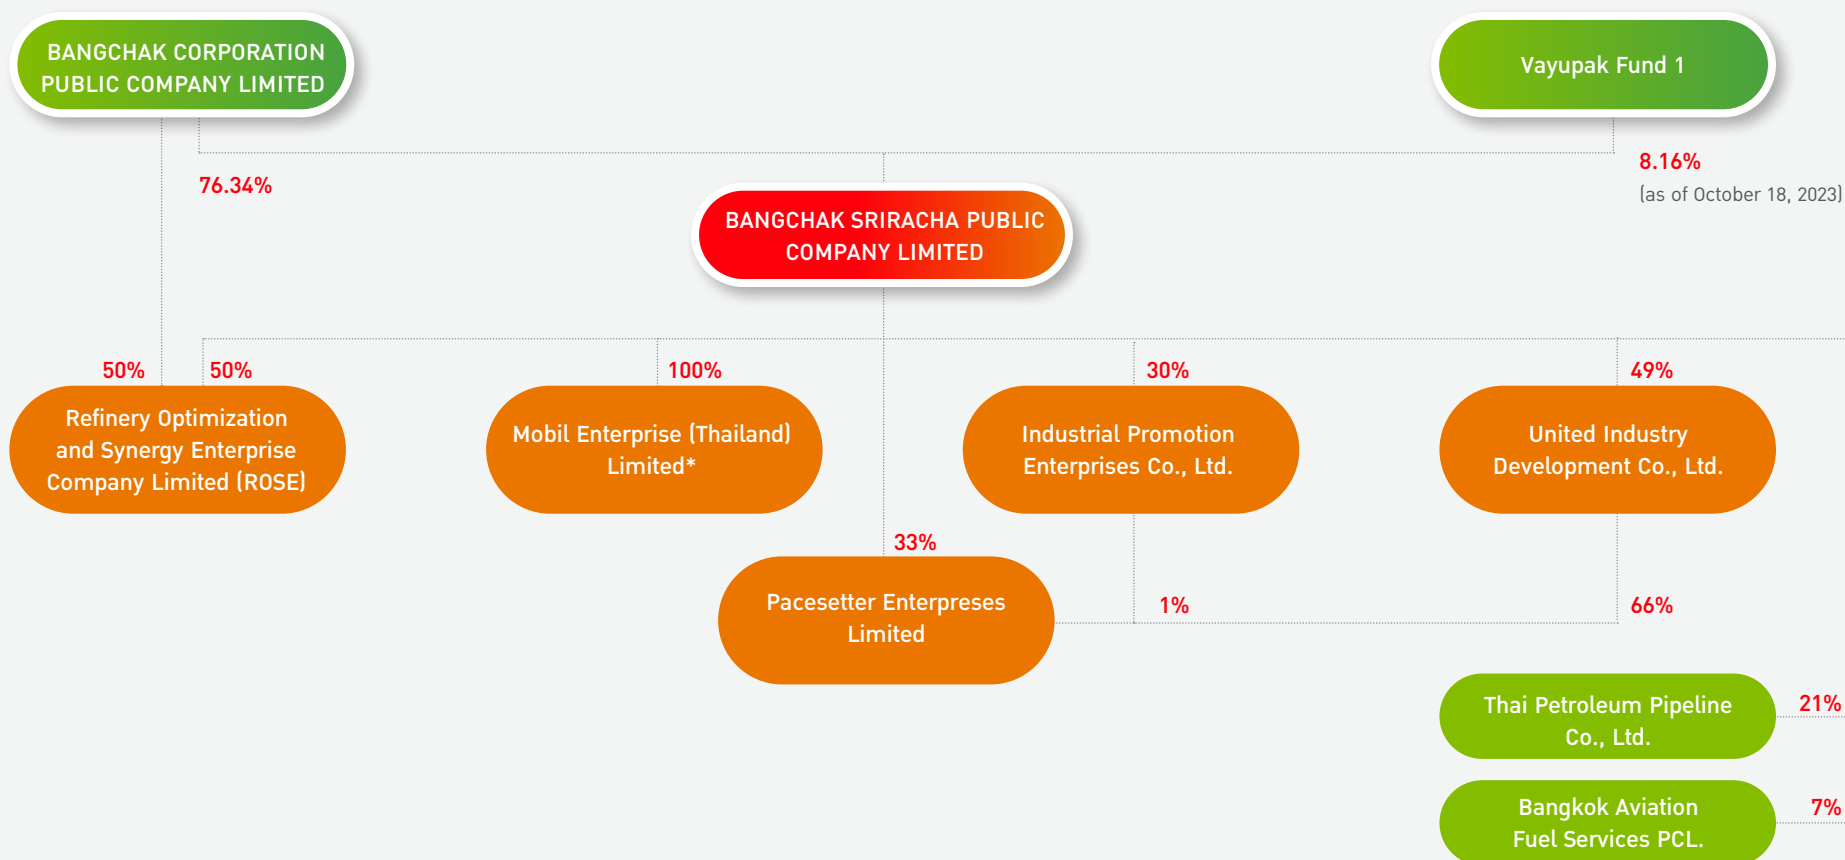 BANGCHAK CORPORATION
PUBLIC COMPANY LIMITED
Vayupak Fund 1
76.34%
8.16%
(as of October 18, 2023)
BANGCHAK SRIRACHA PUBLIC
COMPANY LIMITED
50%
50%
100%
30%
49%
Refinery Optimization
and Synergy Enterprise
Company Limited (ROSE)
Mobil Enterprise (Thailand)
Limited*
Industrial Promotion
Enterprises Co., Ltd.
United Industry
Development Co., Ltd.
33%
Pacesetter Enterpreses
Limited
1%
66%
Thai Petroleum Pipeline
Co., Ltd.
21%
Bangkok Aviation
Fuel Services PCL.
7%